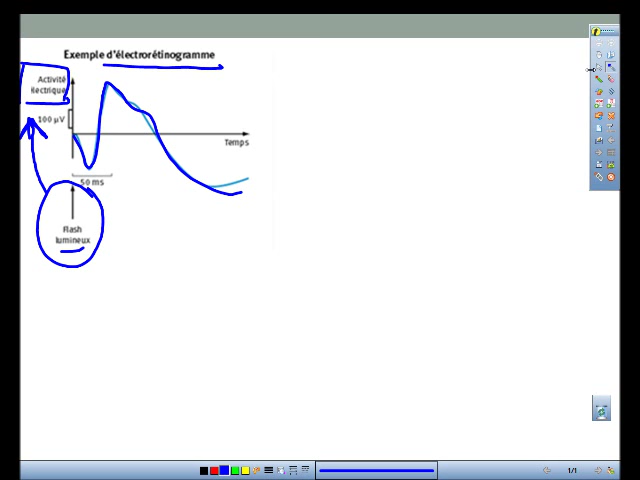 Exemple d'électrorétinogramme
Activité
électrique
100 µV
Temps
50 ms
Flash
lumineux
1/1